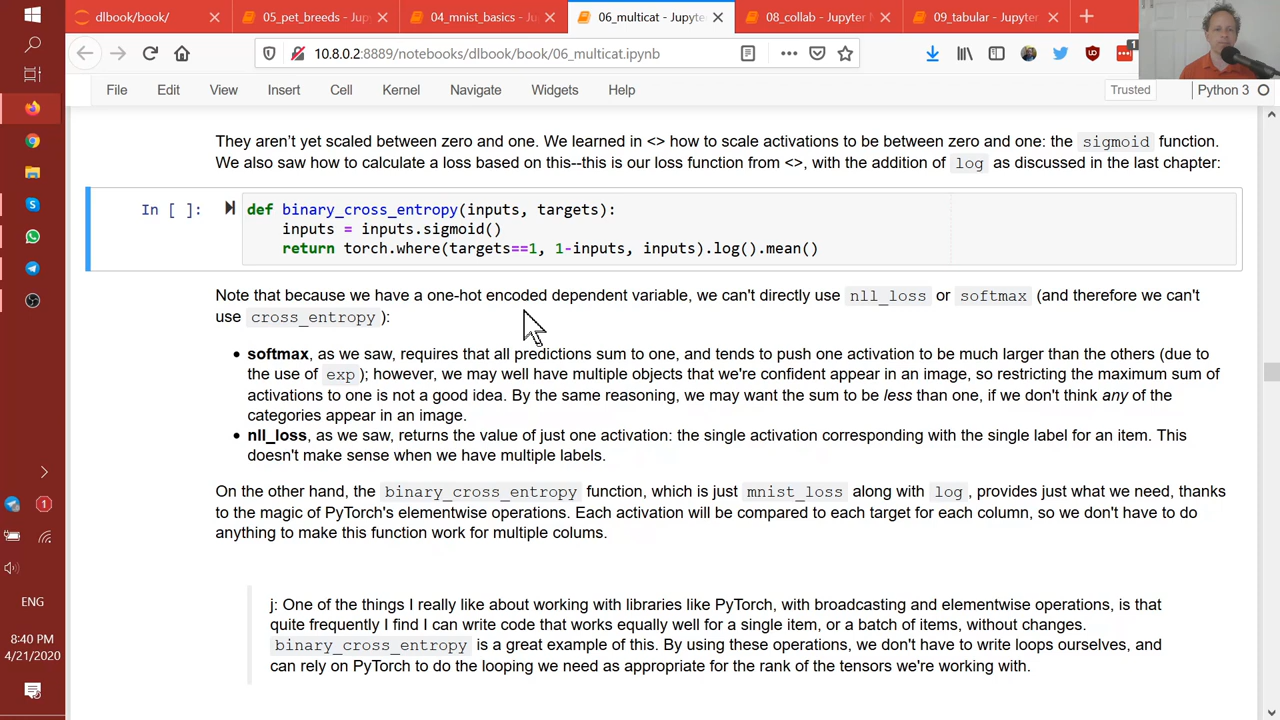 dlbook/book/
05_pet_breeds - Jupyt
04_mnist_basics - Jupy
06_multicat - Jupyte
08_collab - Jupyter N
09_tabular - Jupyte
10.8.0.2:8889/notebooks/dlbook/book/06_multicat.ipynb
1
File Edit View Insert Cell Kernel Navigate Widgets Help
Trusted
Python 3
They aren't yet scaled between zero and one. We learned in <> how to scale activations to be between zero and one: the sigmoid function.
We also saw how to calculate a loss based on this--this is our loss function from <>, with the addition of log as discussed in the last chapter:
In [ ]:
def binary_cross_entropy(inputs, targets):
inputs = inputs.sigmoid()
return torch.where(targets==1, 1-inputs, inputs).log().mean()
Note that because we have a one-hot encoded dependent variable, we can't directly use nll_loss or softmax (and therefore we can't
use cross_entropy ):
• softmax, as we saw, requires that all predictions sum to one, and tends to push one activation to be much larger than the others (due to
the use of exp ); however, we may well have multiple objects that we're confident appear in an image, so restricting the maximum sum of
activations to one is not a good idea. By the same reasoning, we may want the sum to be less than one, if we don't think any of the
categories appear in an image.
• nll_loss, as we saw, returns the value of just one activation: the single activation corresponding with the single label for an item. This
doesn't make sense when we have multiple labels.
On the other hand, the binary_cross_entropy function, which is just mnist_loss along with log , provides just what we need, thanks
to the magic of PyTorch's elementwise operations. Each activation will be compared to each target for each column, so we don't have to do
anything to make this function work for multiple colums.
j: One of the things I really like about working with libraries like PyTorch, with broadcasting and elementwise operations, is that
quite frequently I find I can write code that works equally well for a single item, or a batch of items, without changes.
binary_cross_entropy is a great example of this. By using these operations, we don't have to write loops ourselves, and
can rely on PyTorch to do the looping we need as appropriate for the rank of the tensors we're working with.
1
ENG
8:40 PM
4/21/2020